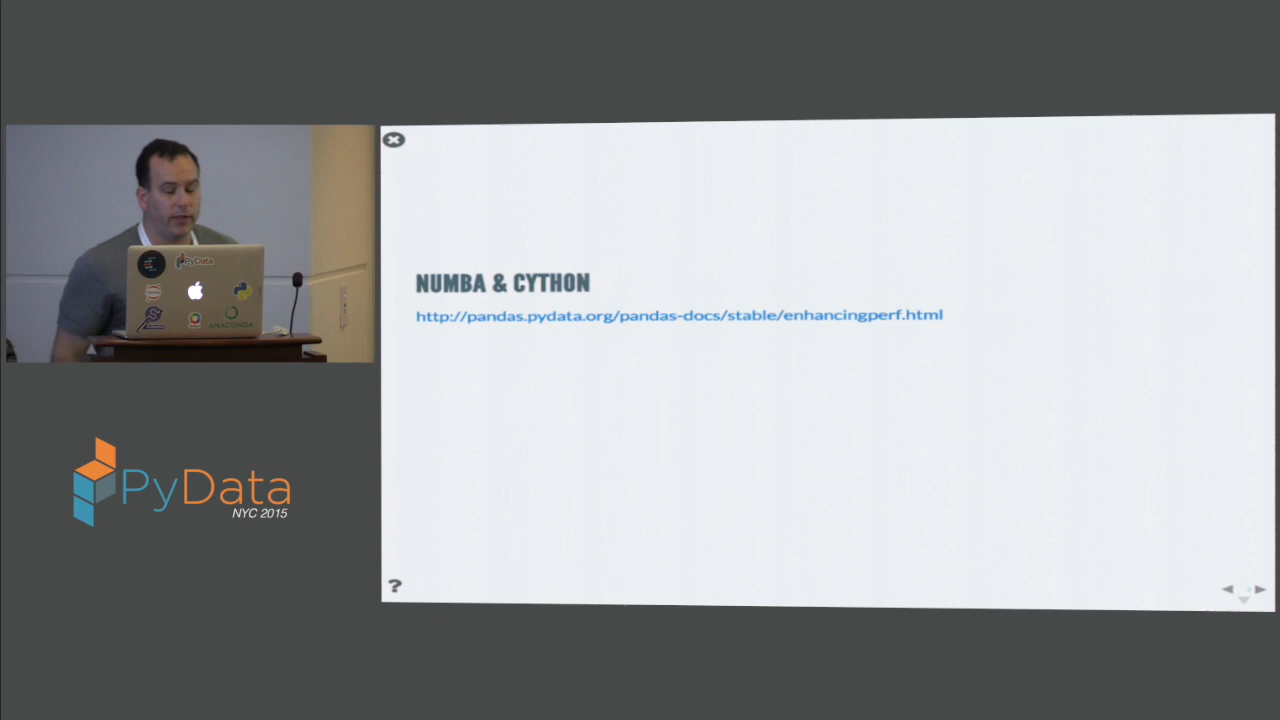 NUMBA & CYTHON
http://pandas.pydata.org/pandas-docs/stable/enhancingperf.html
?
PyData
ANACONDA
PyData
NYC 2015